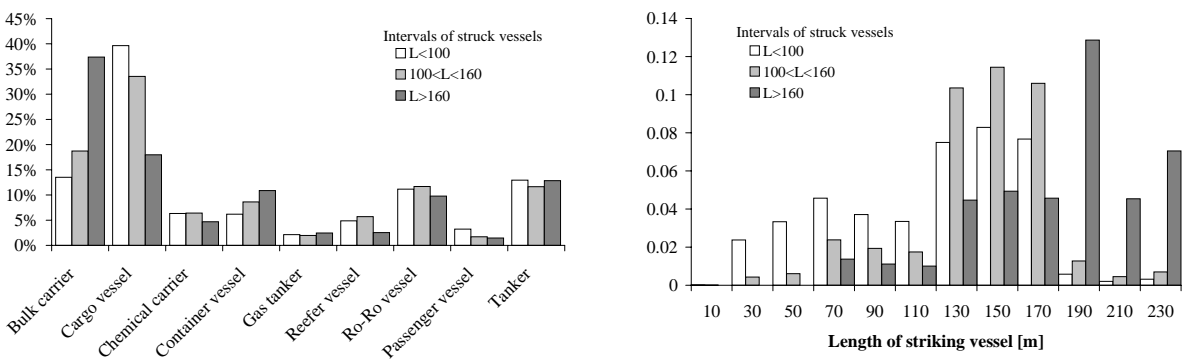 45%
40%
35%
30%
25%
20%
15%
10%
5%
0%
Intervals of struck vessels
L<100
100<L<160
L>160
Bulk carrier
Cargo vessel
Chemical carrier
Container vessel
Gas tanker
Reefer vessel
Ro-Ro vessel
Passenger vessel
Tanker
0.14
0.12
0.1
0.08
0.06
0.04
0.02
0
Intervals of struck vessels
L<100
100<L<160
L>160
10 30 50 70 90 110 130 150 170 190 210 230
Length of striking vessel [m]